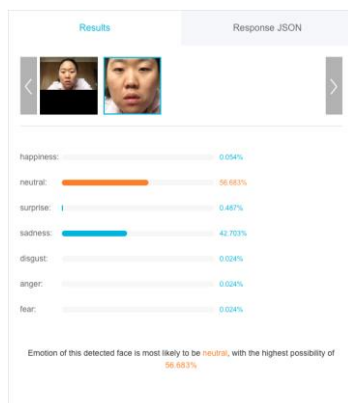 Results
Response JSON
happiness:
0.054%
neutral:
56.683%
surprise:
0.487%
sadness:
42.703%
disgust:
0.024%
anger:
0.024%
fear:
0.024%
Emotion of this detected face is most likely to be neutral, with the highest possibility of
56.683%